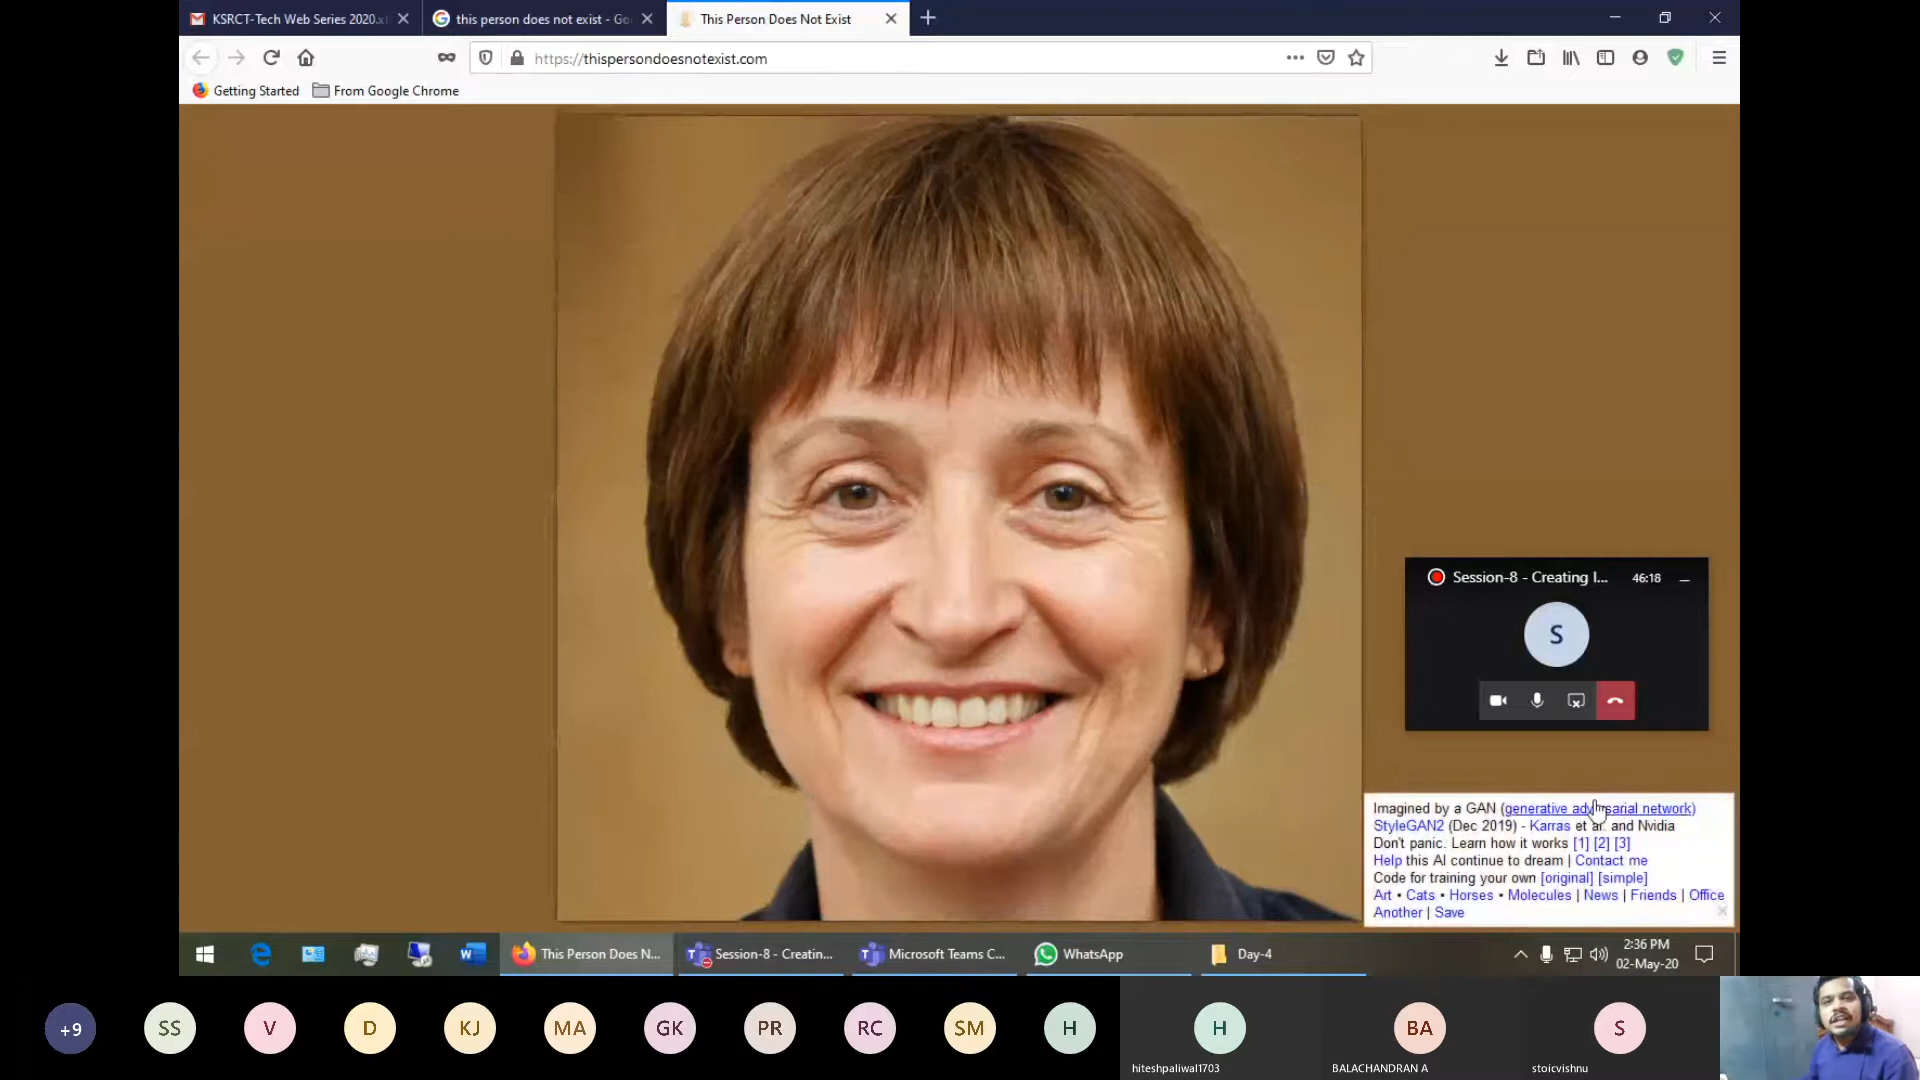 KSRCT-Tech Web Series 2020.x
this person does not exist - Go
This Person Does Not Exist
https://thispersondoesnotexist.com
Getting Started
From Google Chrome
Session-8 - Creating I...
46:18
S
Imagined by a GAN (generative adversarial network)
StyleGAN2 (Dec 2019) - Karras et al. and Nvidia
Don't panic. Learn how it works [1] [2] [3]
Help this AI continue to dream | Contact me
Code for training your own [original] [simple]
Art • Cats • Horses • Molecules | News | Friends | Office
Another | Save
This Person Does N...
Session-8 - Creatin...
Microsoft Teams C...
WhatsApp
Day-4
2:36 PM
02-May-20
+9
SS
V
D
KJ
MA
GK
PR
RC
SM
H
H
BA
S
hiteshpaliwal1703
BALACHANDRAN A
stoicvishnu